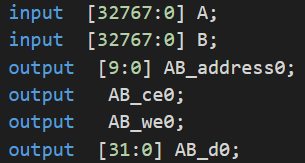 input  [32767:0] A;
input  [32767:0] B;
output  [9:0] AB_address0;
output   AB_ce0;
output   AB_we0;
output  [31:0] AB_d0;